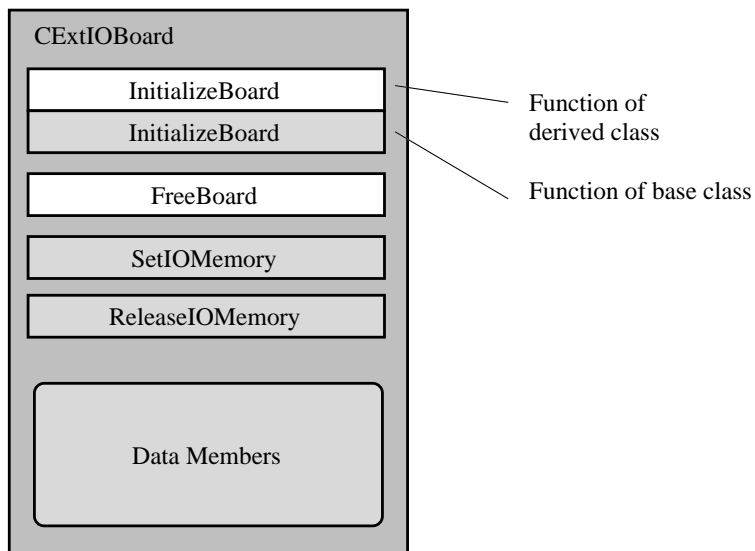 CExtIOBoard
InitializeBoard
InitializeBoard
FreeBoard
SetIOMemory
ReleaseIOMemory
Data Members
Function of
derived class
Function of base class